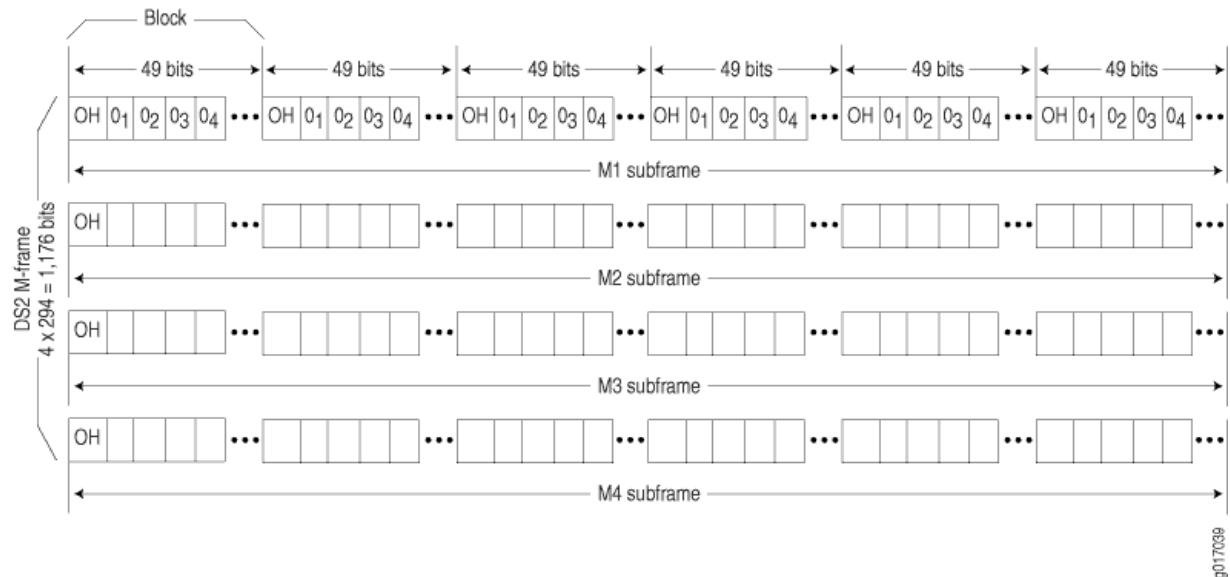 Block
49 bits 49 bits 49 bits 49 bits 49 bits 49 bits
OH 0₁ 0₂ 0₃ 0₄ ••• OH 0₁ 0₂ 0₃ 0₄ ••• OH 0₁ 0₂ 0₃ 0₄ ••• OH 0₁ 0₂ 0₃ 0₄ ••• OH 0₁ 0₂ 0₃ 0₄ ••• OH 0₁ 0₂ 0₃ 0₄ •••
M1 subframe
DS2 M-frame
4 x 294 = 1,176 bits
OH ••• ••• ••• ••• ••• •••
M2 subframe
OH ••• ••• ••• ••• ••• •••
M3 subframe
OH ••• ••• ••• ••• ••• •••
M4 subframe
g017039